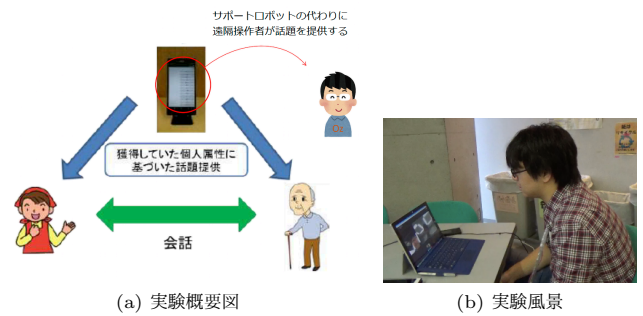 サポートロボットの代わりに
遠隔操作者が話題を提供する
獲得していた個人属性に
基づいた話題提供
会話
(a) 実験概要図
(b) 実験風景